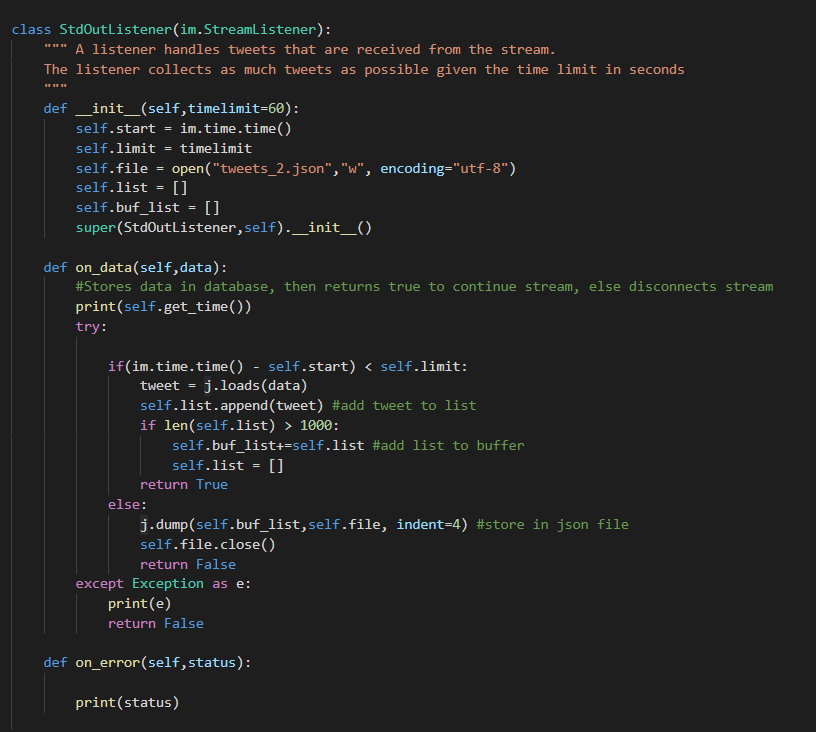 class StdOutListener(im.StreamListener):
    """ A listener handles tweets that are received from the stream.
    The listener collects as much tweets as possible given the time limit in seconds
    """
    def __init__(self,timelimit=60):
        self.start = im.time.time()
        self.limit = timelimit
        self.file = open("tweets_2.json","w", encoding="utf-8")
        self.list = []
        self.buf_list = []
        super(StdOutListener,self).__init__()
    def on_data(self,data):
        #Stores data in database, then returns true to continue stream, else disconnects stream
        print(self.get_time())
        try:
            if(im.time.time() - self.start) < self.limit:
                tweet = j.loads(data)
                self.list.append(tweet) #add tweet to list
                if len(self.list) > 1000:
                    self.buf_list+=self.list #add list to buffer
                    self.list = []
                return True
            else:
                j.dump(self.buf_list,self.file, indent=4) #store in json file
                self.file.close()
                return False
        except Exception as e:
            print(e)
            return False
    def on_error(self,status):
        print(status)